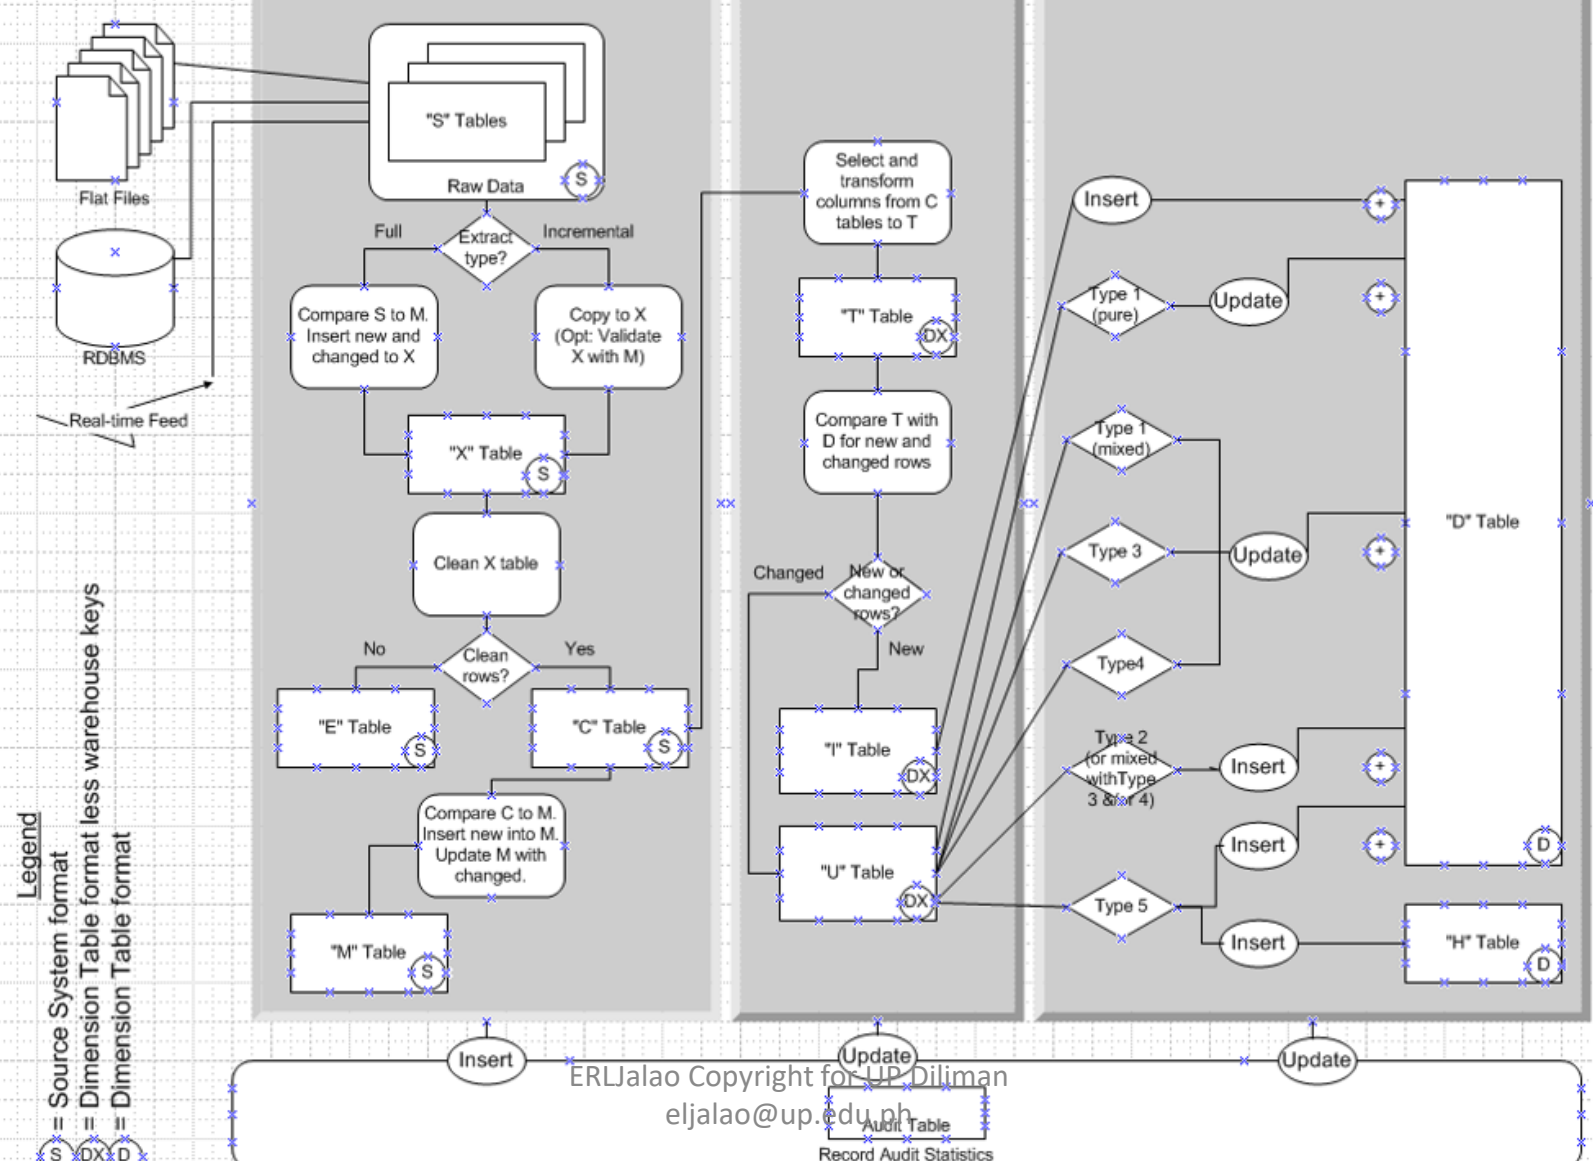 Flat Files
RDBMS
Real-time Feed
"S" Tables
Raw Data
S
Full
Extract
type?
Incremental
Compare S to M.
Insert new and
changed to X
Copy to X
(Opt: Validate
X with M)
"X" Table
S
Clean X table
No
Clean
rows?
Yes
"E" Table
S
"C" Table
S
Compare C to M.
Insert new into M.
Update M with
changed.
"M" Table
S
Select and
transform
columns from C
tables to T
"T" Table
DX
Compare T with
D for new and
changed rows
Changed
New or
changed
rows?
New
"I" Table
DX
"U" Table
DX
Insert
+
Type 1
(pure)
Update
+
Type 1
(mixed)
Type 3
Update
+
Type4
Type 2
(or mixed
withType
3 &/or 4)
Insert
+
Insert
+
Type 5
Insert
"D" Table
D
"H" Table
D
Legend
S = Source System format
DX = Dimension Table format less warehouse keys
D = Dimension Table format
Insert
Update
Update
ERLJalao Copyright for UP Diliman
eljalao@up.edu.ph
Audit Table
Record Audit Statistics